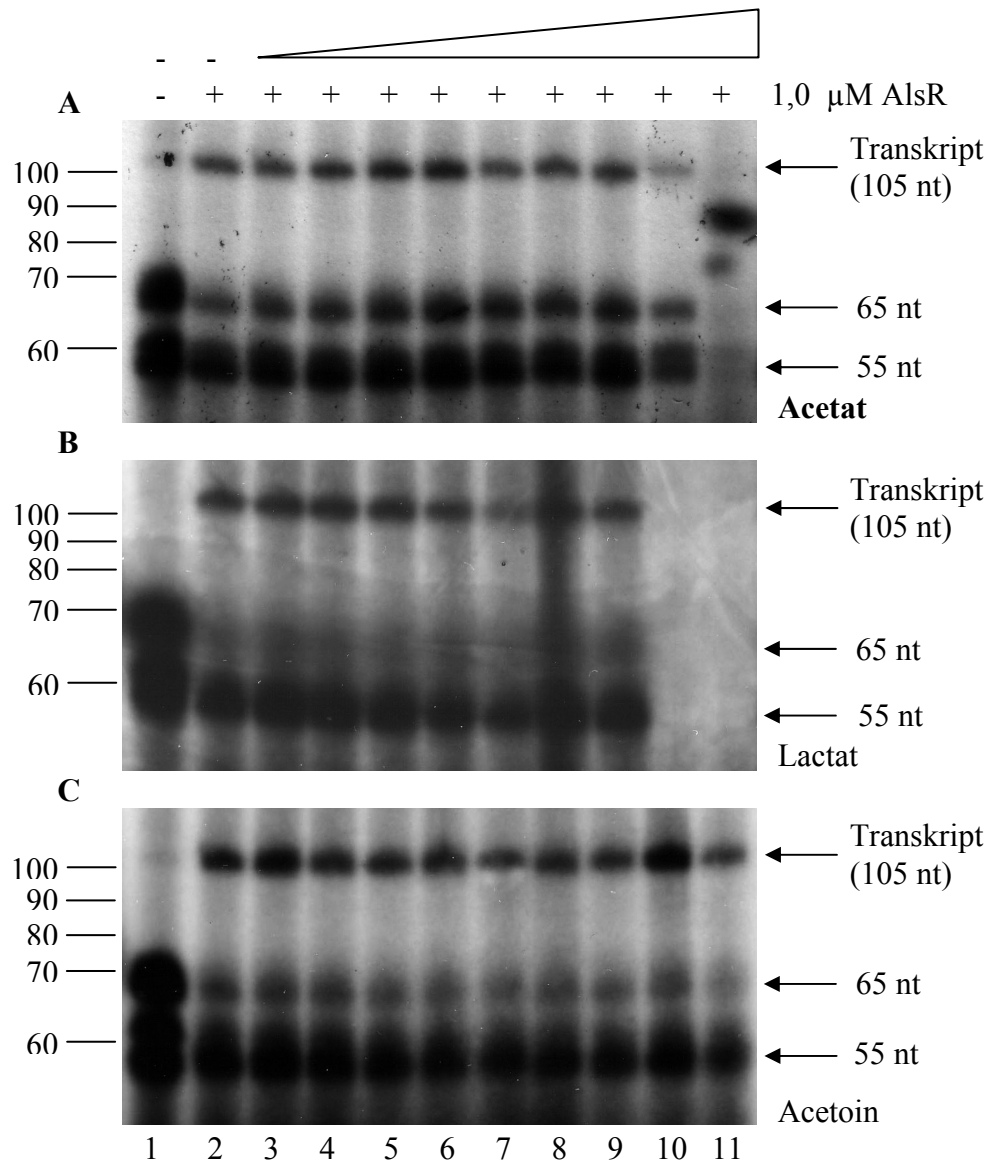 - -
- + + + + + + + + + + 1,0 µM AlsR
A
100
90
80
70
60
Transkript
(105 nt)
65 nt
55 nt
Acetat
B
100
90
80
70
60
Transkript
(105 nt)
65 nt
55 nt
Lactat
C
100
90
80
70
60
Transkript
(105 nt)
65 nt
55 nt
Acetoin
1 2 3 4 5 6 7 8 9 10 11